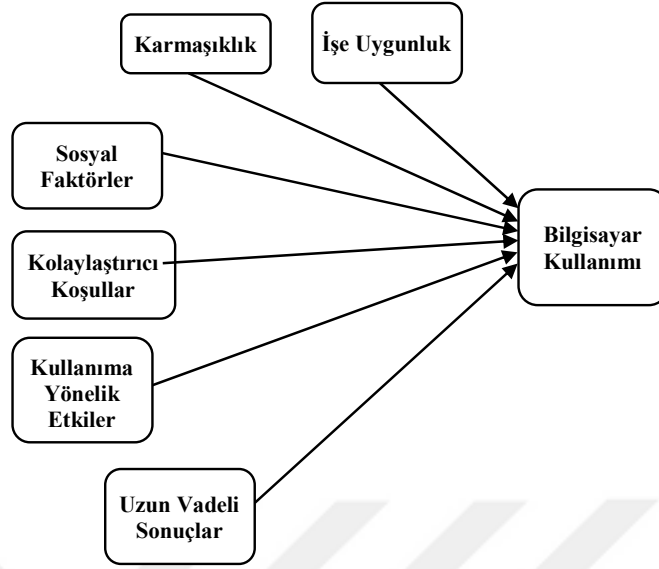 Karmaşıklık
İşe Uygunluk
Sosyal
Faktörler
Kolaylaştırıcı
Koşullar
Kullanıma
Yönelik
Etkiler
Uzun Vadeli
Sonuçlar
Bilgisayar
Kullanımı